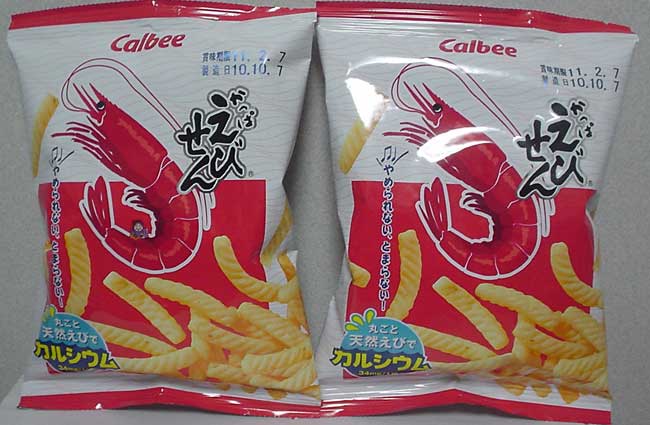 Calbee
賞味期限11.2.7
製造日10.10.7
かっぱ
えび
せん
®
やめられない、とまらない!
丸ごと
天然えびで
カルシウム
Calbee
賞味期限11.2.7
製造日10.10.7
かっぱ
えび
せん
®
やめられない、とまらない!
丸ごと
天然えびで
カルシウム